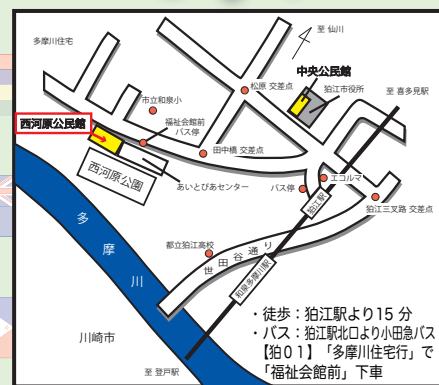 至 仙川
多摩川住宅
中央公民館
狛江市役所
松原 交差点
至 喜多見駅
市立和泉小
西河原公民館
福祉会館前
バス停
田中橋 交差点
エコルマ
西河原公園
あいとぴあセンター
バス停
狛江駅
狛江三叉路 交差点
多摩川
都立狛江高校
世田谷通り
和泉多摩川駅
川崎市
至 登戸駅
・徒歩:狛江駅より15 分
・バス:狛江駅北口より小田急バス
【狛01】「多摩川住宅行」で
「福祉会館前」下車